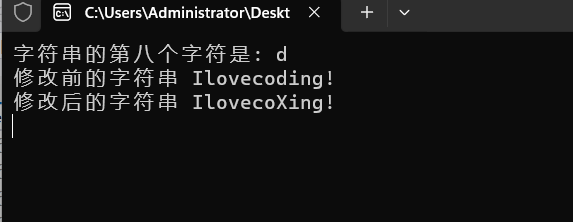 C:\Users\Administrator\Deskt
字符串的第八个字符是: d
修改前的字符串 Ilovecoding!
修改后的字符串 IlovecoXing!